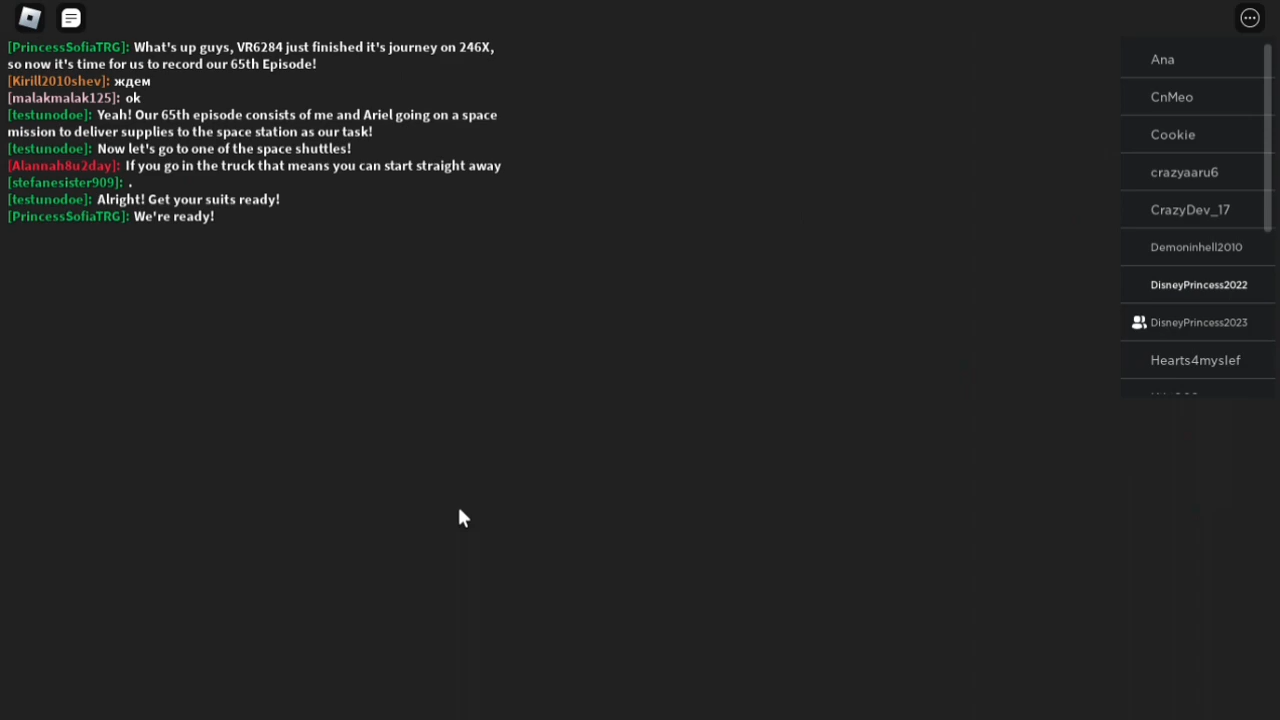 [PrincessSofiaTRG]: What's up guys, VR6284 just finished it's journey on 246X,
so now it's time for us to record our 65th Episode!
[Kirill2010shev]: ждем
[malakmalak125]: ok
[testunodoe]: Yeah! Our 65th episode consists of me and Ariel going on a space
mission to deliver supplies to the space station as our task!
[testunodoe]: Now let's go to one of the space shuttles!
[Alannah8u2day]: If you go in the truck that means you can start straight away
[stefanesister909]: .
[testunodoe]: Alright! Get your suits ready!
[PrincessSofiaTRG]: We're ready!
Ana
CnMeo
Cookie
crazyaaru6
CrazyDev_17
Demoninhell2010
DisneyPrincess2022
DisneyPrincess2023
Hearts4myslef